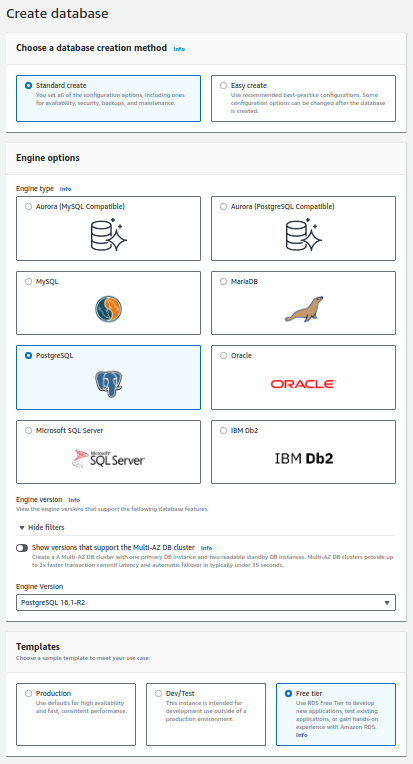 Create database
Choose a database creation method Info
Standard create
You set all of the configuration options, including ones
for availability, security, backups, and maintenance.
Easy create
Use recommended best-practice configurations. Some
configuration options can be changed after the database
is created.
Engine options
Engine type Info
Aurora (MySQL Compatible)
Aurora (PostgreSQL Compatible)
MySQL
MariaDB
PostgreSQL
Oracle
ORACLE
Microsoft SQL Server
Microsoft
SQL Server
IBM Db2
IBM Db2
Engine version Info
View the engine versions that support the following database features.
Hide filters
Show versions that support the Multi-AZ DB cluster Info
Create a A Multi-AZ DB cluster with one primary DB instance and two readable standby DB instances. Multi-AZ DB clusters provide up
to 2x faster transaction commit latency and automatic failover in typically under 35 seconds.
Engine Version
PostgreSQL 16.1-R2
Templates
Choose a sample template to meet your use case.
Production
Use defaults for high availability
and fast, consistent performance.
Dev/Test
This instance is intended for
development use outside of a
production environment.
Free tier
Use RDS Free Tier to develop
new applications, test existing
applications, or gain hands-on
experience with Amazon RDS.
Info